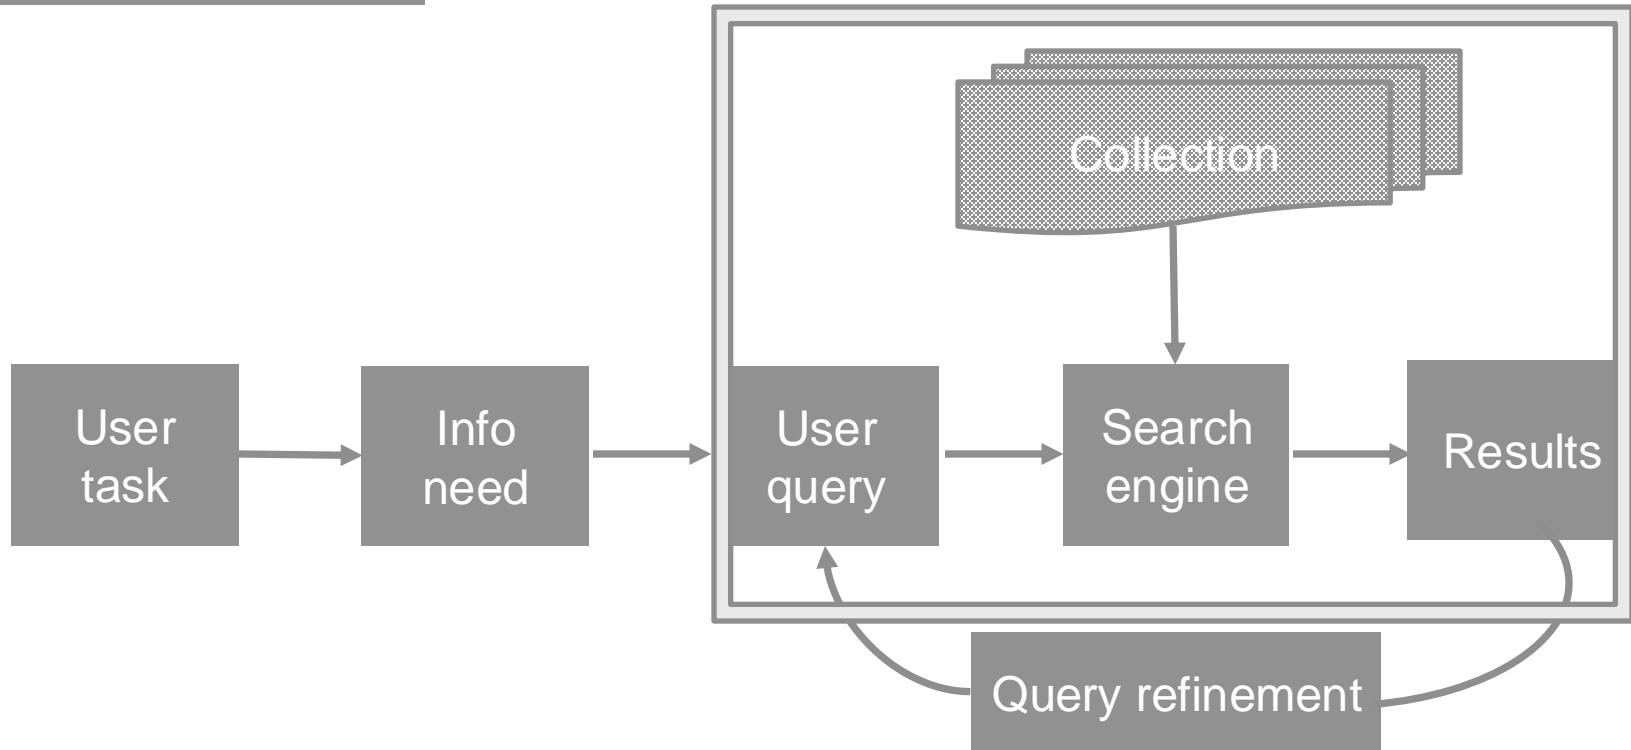 Collection
User
task
Info
need
User
query
Search
engine
Results
Query refinement